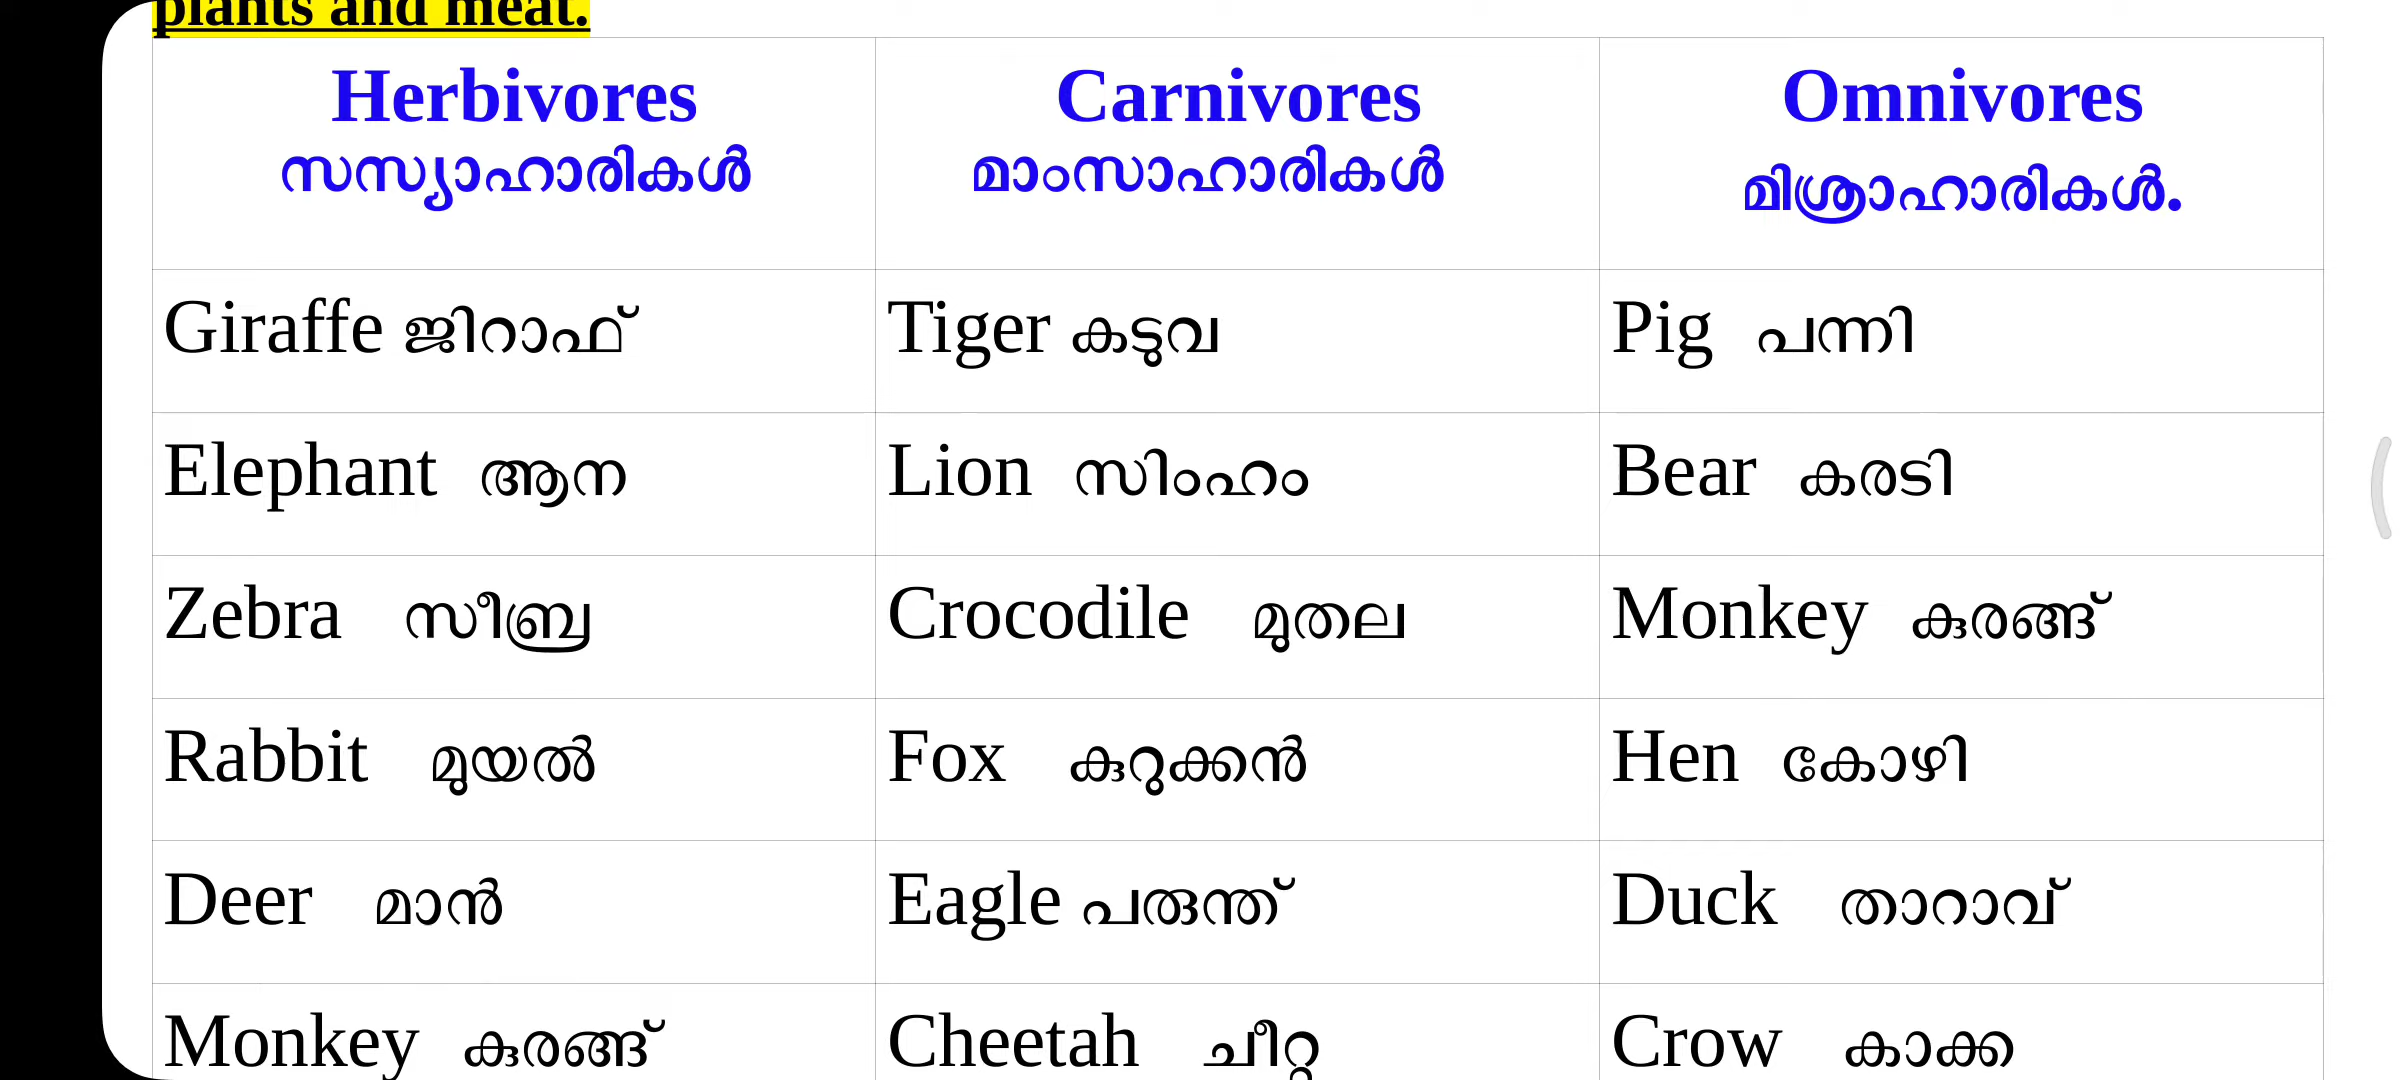 plants and meat.
Herbivores Carnivores Omnivores
സസ്യാഹാരികൾ മാംസാഹാരികൾ മിശ്രാഹാരികൾ.
Giraffe ജിറാഫ് Tiger കടുവ Pig പന്നി
Elephant ആന Lion സിംഹം Bear കരടി
Zebra സീബ്ര Crocodile മുതല Monkey കുരങ്ങ്
Rabbit മുയൽ Fox കുറുക്കൻ Hen കോഴി
Deer മാൻ Eagle പരുന്ത് Duck താറാവ്
Monkey കുരങ്ങ് Cheetah ചീറ്റ Crow കാക്ക